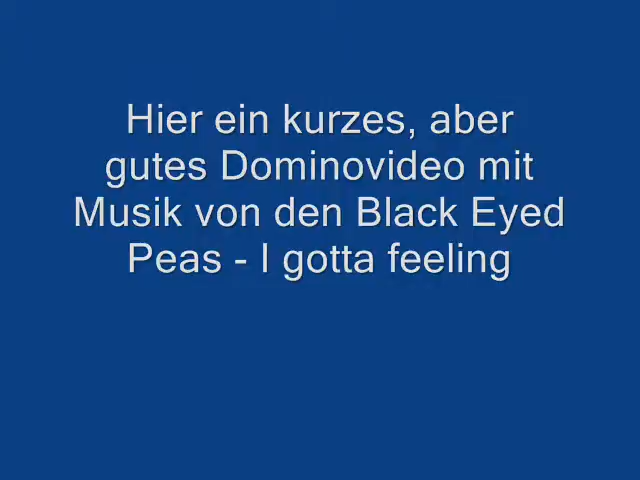 Hier ein kurzes, aber
gutes Dominovideo mit
Musik von den Black Eyed
Peas - I gotta feeling